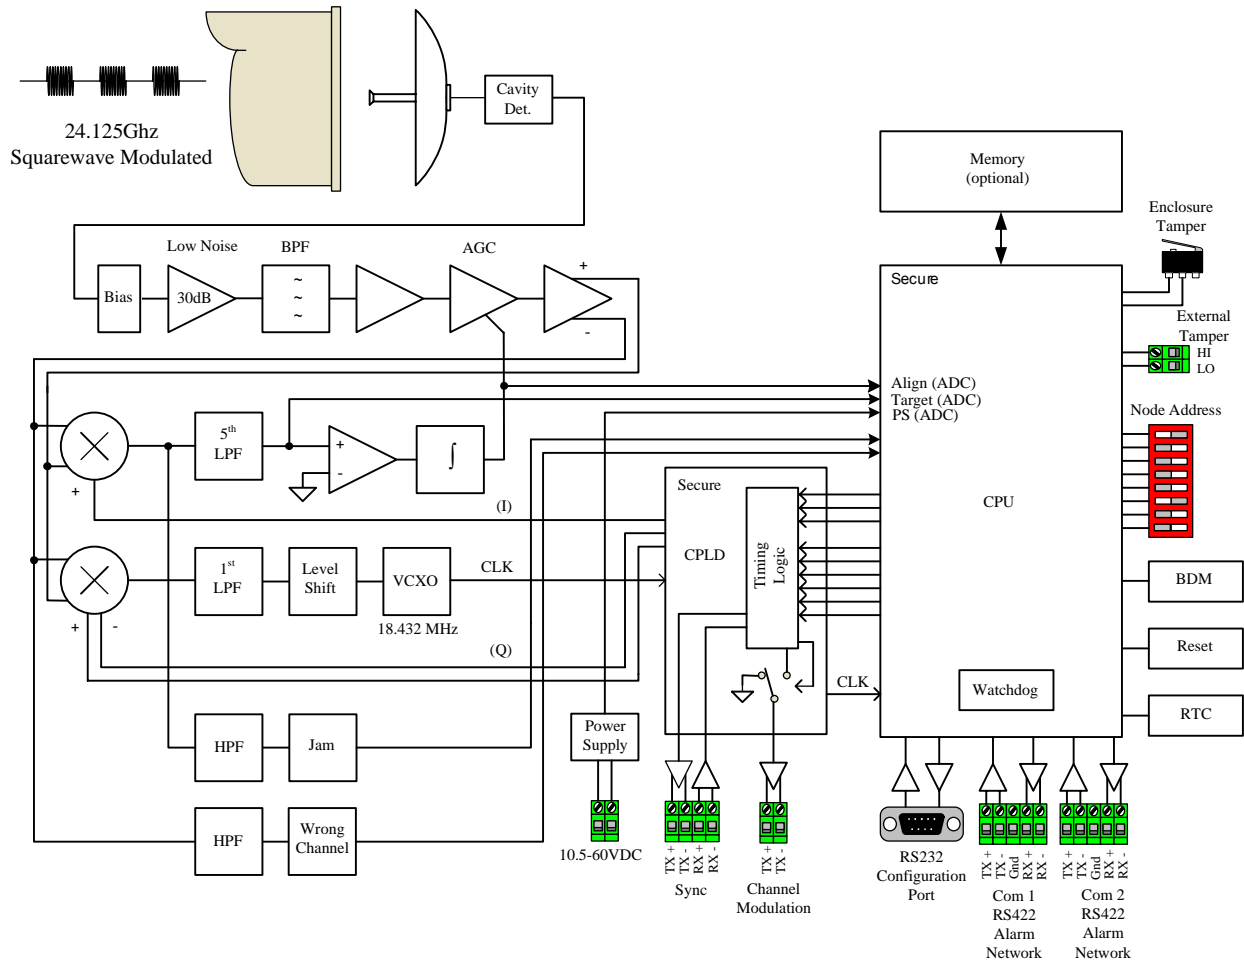 24.125Ghz
Squarewave Modulated
Cavity
Det.
Memory
(optional)
Enclosure
Tamper
Low Noise
BPF
AGC
Bias
30dB
~
~
~
+
-
Secure
External
Tamper
HI
LO
Align (ADC)
Target (ADC)
PS (ADC)
Node Address
5th
LPF
+
-
∫
+
(I)
Secure
CPLD
Timing
Logic
CPU
1st
LPF
Level
Shift
VCXO
CLK
18.432 MHz
+
-
(Q)
BDM
Reset
RTC
CLK
Watchdog
HPF
Jam
Power
Supply
HPF
Wrong
Channel
10.5-60VDC
TX +
TX -
RX +
RX -
Sync
TX +
TX -
Channel
Modulation
RS232
Configuration
Port
TX +
TX -
Gnd
RX +
RX -
Com 1
RS422
Alarm
Network
TX +
TX -
Gnd
RX +
RX -
Com 2
RS422
Alarm
Network